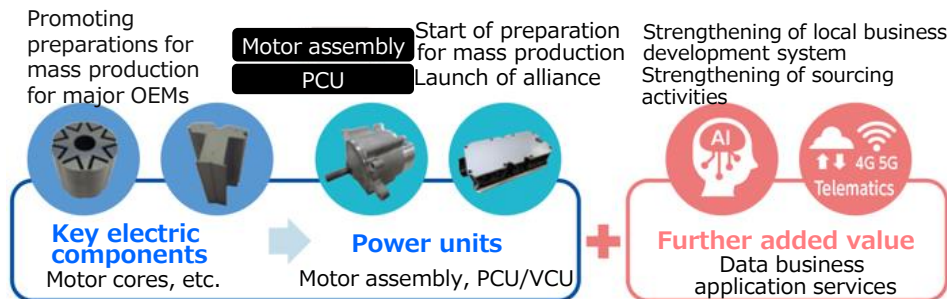 Promoting
preparations for
mass production
for major OEMs
Motor assembly
PCU
Start of preparation
for mass production
Launch of alliance
Strengthening of local business
development system
Strengthening of sourcing
activities
AI
4G 5G
Telematics
Key electric
components
Motor cores, etc.
Power units
Motor assembly, PCU/VCU
Further added value
Data business
application services